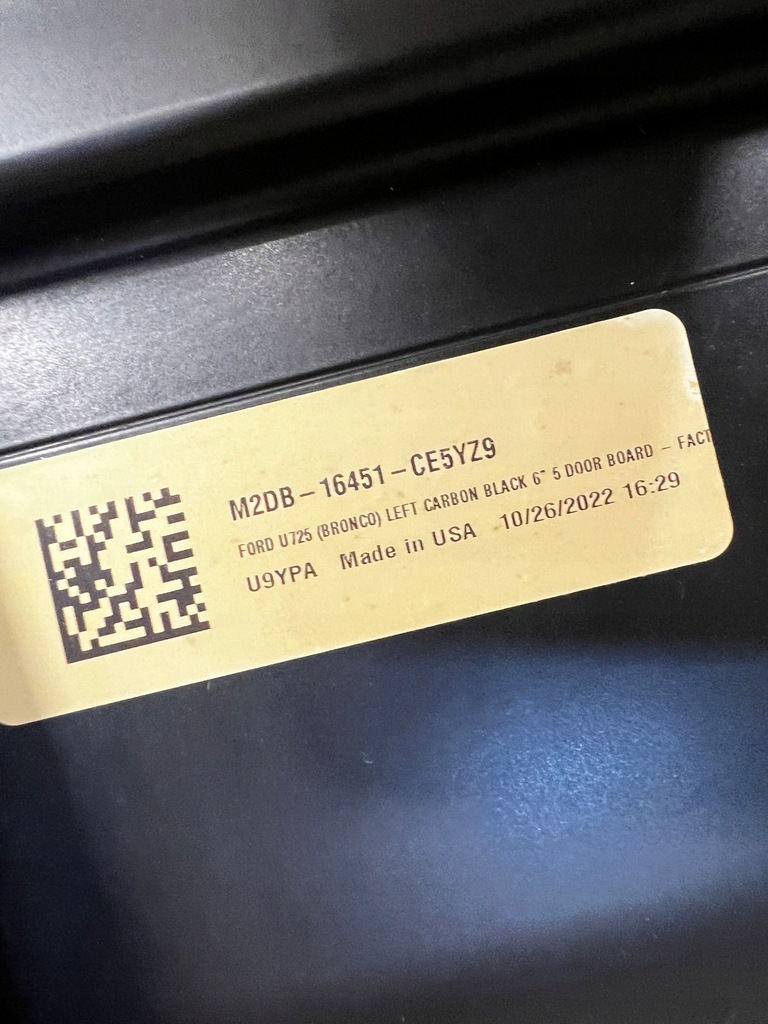 M2DB-16451-CE5YZ9
FORD U725 (BRONCO) LEFT CARBON BLACK 6" 5 DOOR BOARD - FACT
U9YPA Made in USA 10/26/2022 16:29